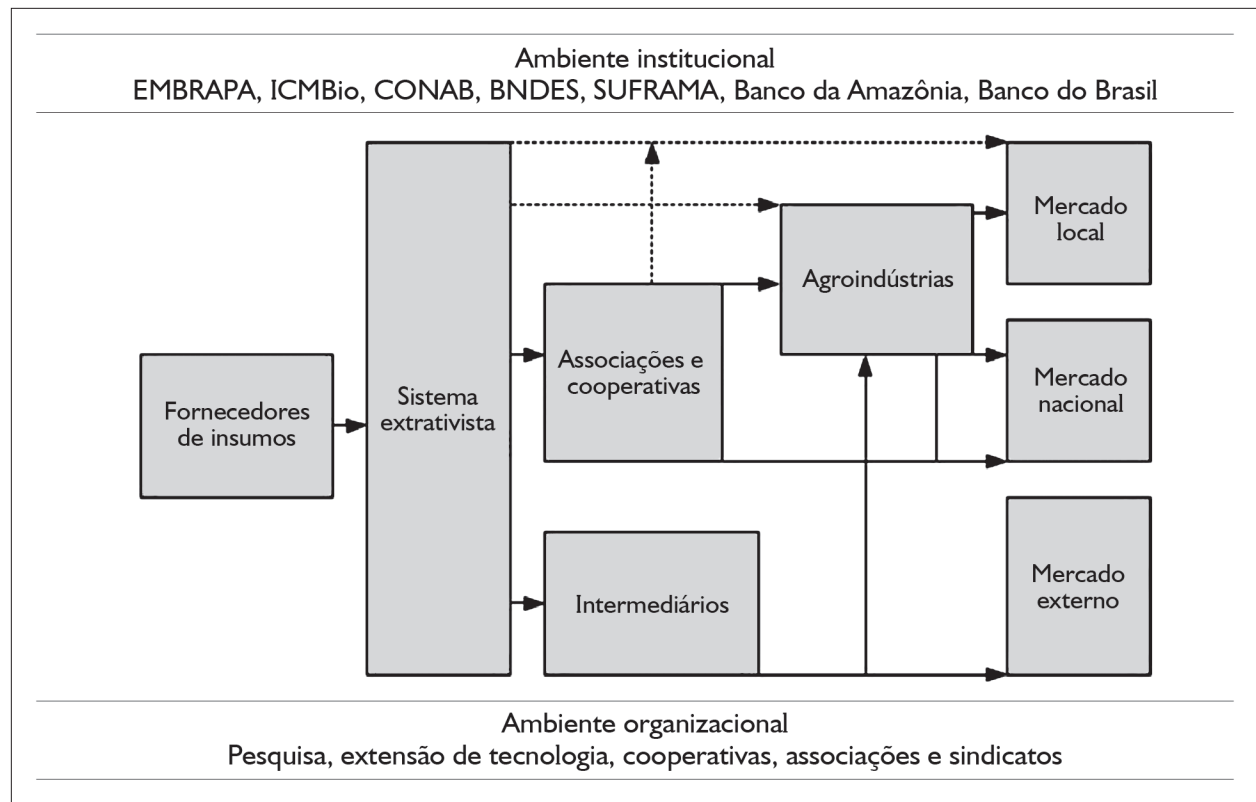 Ambiente institucional
EMBRAPA, ICMBio, CONAB, BNDES, SUFRAMA, Banco da Amazônia, Banco do Brasil
Fornecedores
de insumos
Sistema
extrativista
Associações e
cooperativas
Intermediários
Agroindústrias
Mercado
local
Mercado
nacional
Mercado
externo
Ambiente organizacional
Pesquisa, extensão de tecnologia, cooperativas, associações e sindicatos